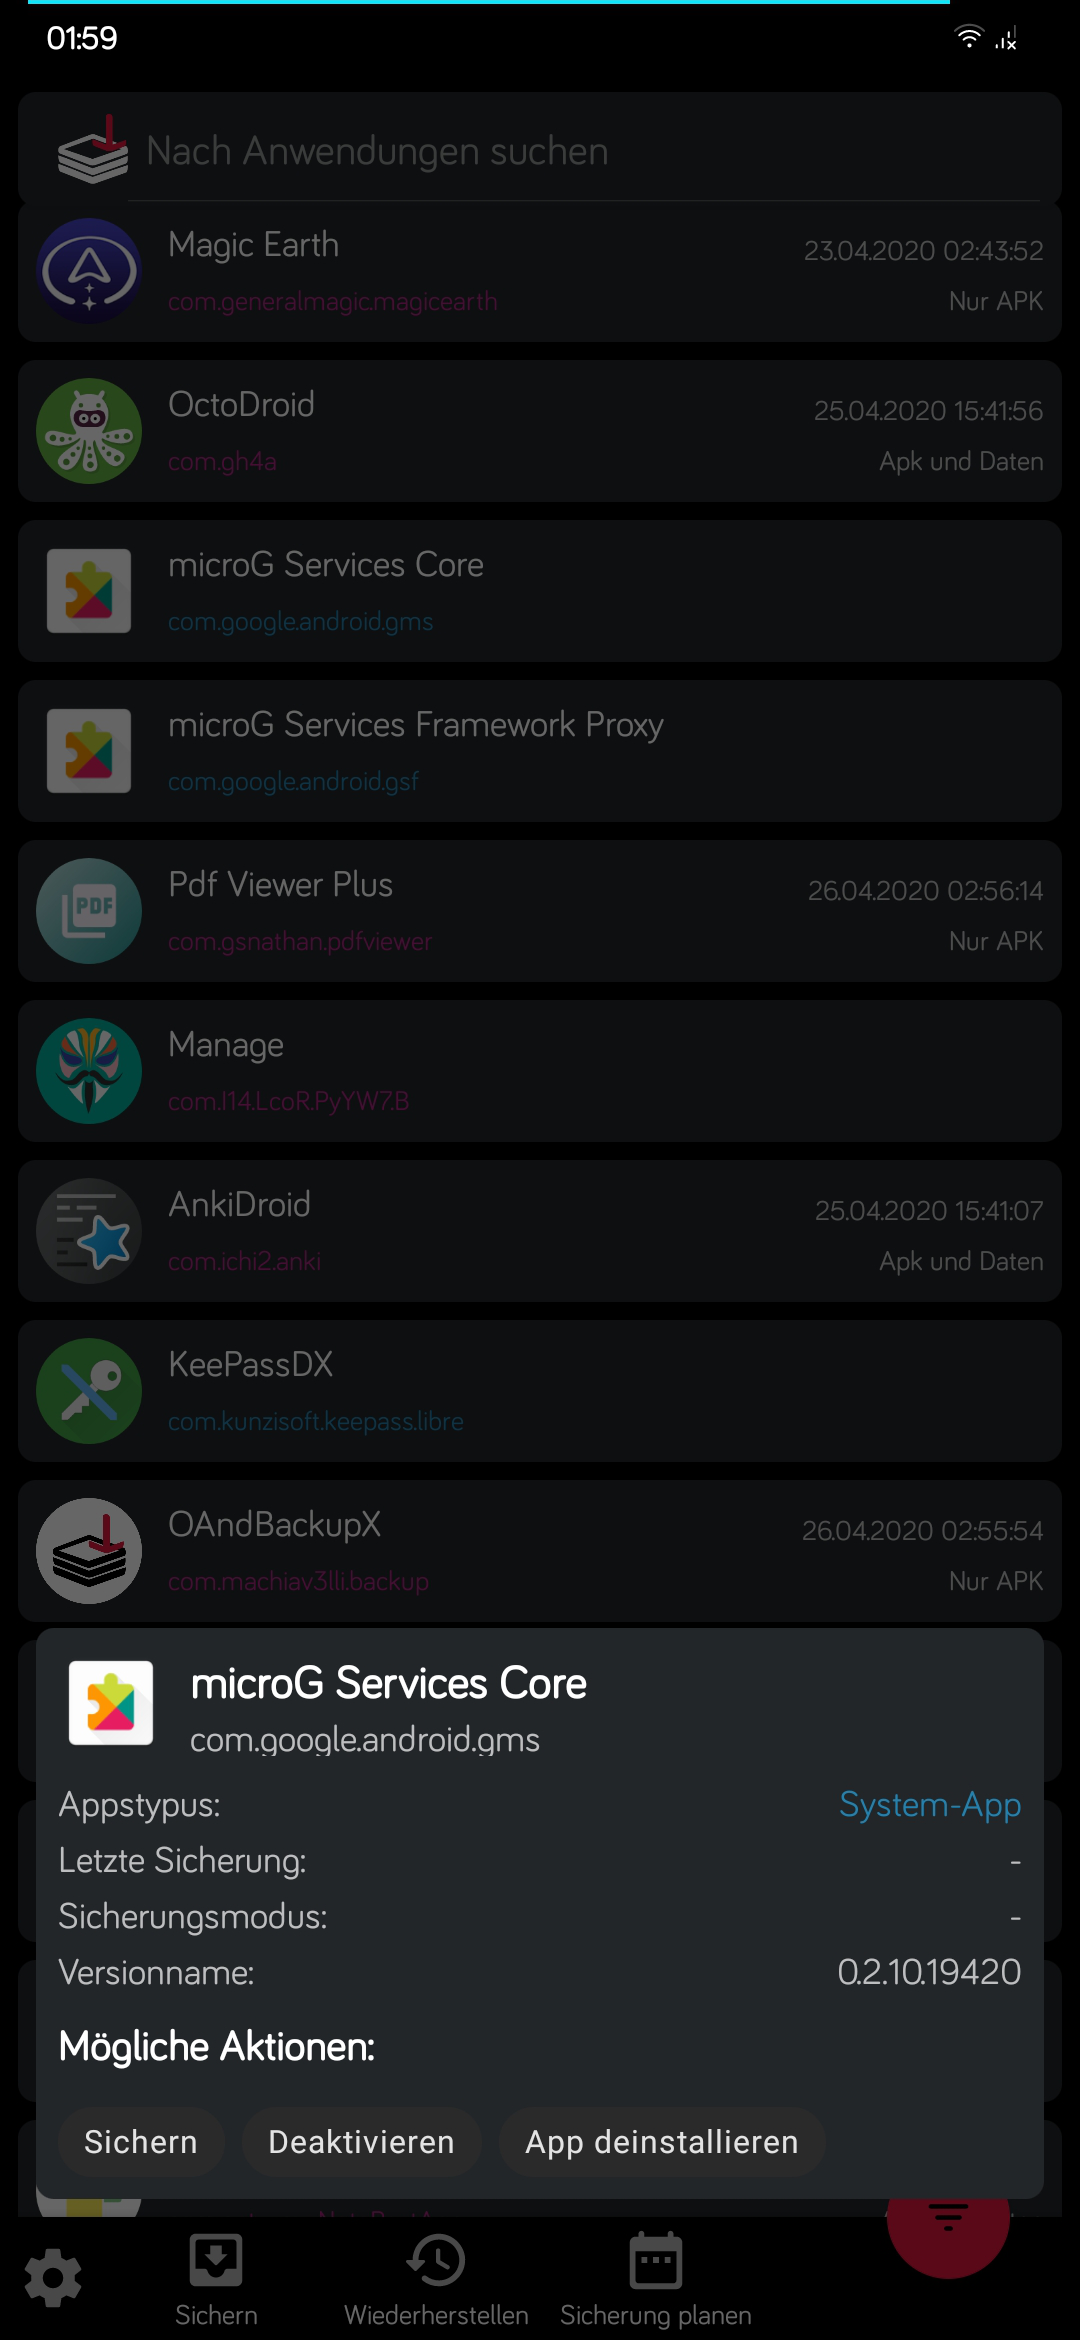 01:59
Nach Anwendungen suchen
Magic Earth
23.04.2020 02:43:52
com.generalmagic.magicearth
Nur APK
OctoDroid
25.04.2020 15:41:56
com.gh4a
Apk und Daten
microG Services Core
com.google.android.gms
microG Services Framework Proxy
com.google.android.gsf
PDF
Pdf Viewer Plus
26.04.2020 02:56:14
com.gsnathan.pdfviewer
Nur APK
Manage
com.I14.LcoR.PyYW7.B
AnkiDroid
25.04.2020 15:41:07
com.ichi2.anki
Apk und Daten
KeePassDX
com.kunzisoft.keepass.libre
OAndBackupX
26.04.2020 02:55:54
com.machiav3lli.backup
Nur APK
microG Services Core
com.google.android.gms
Appstypus:
System-App
Letzte Sicherung:
-
Sicherungsmodus:
-
Versionname:
0.2.10.19420
Mögliche Aktionen:
Sichern
Deaktivieren
App deinstallieren
Sichern
Wiederherstellen
Sicherung planen